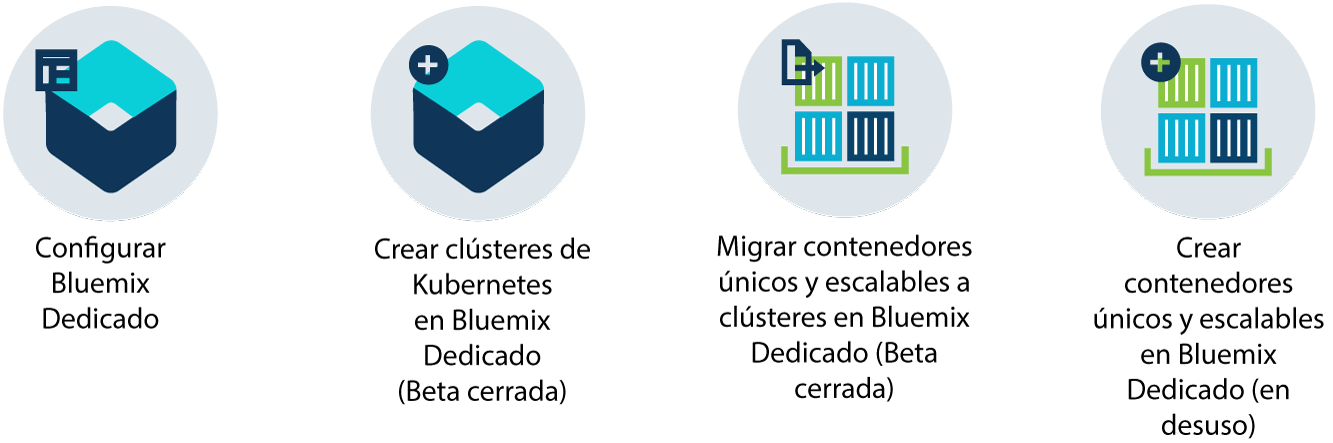 Configurar
Bluemix
Dedicado
Crear clústeres de
Kubernetes
en Bluemix
Dedicado
(Beta cerrada)
Migrar contenedores
únicos y escalables a
clústeres en Bluemix
Dedicado (Beta
cerrada)
Crear
contenedores
únicos y escalables
en Bluemix
Dedicado (en
desuso)